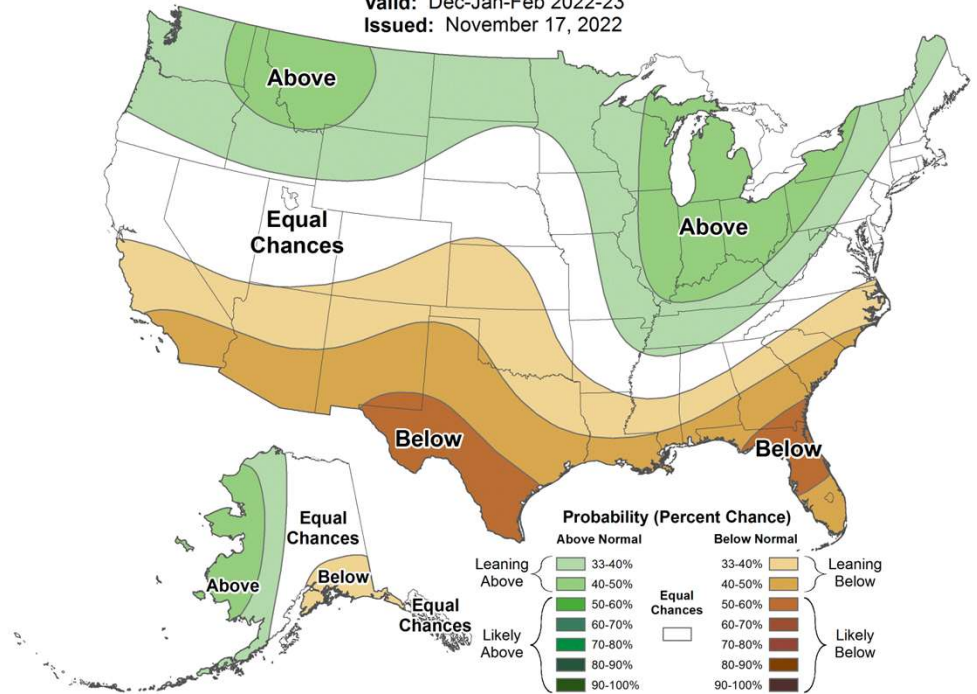 Valid: Dec-Jan-Feb 2022-23
Issued: November 17, 2022
Above
Equal
Chances
Above
Below
Below
Equal
Chances
Above
Below
Equal
Chances
Probability (Percent Chance)
Above Normal
Below Normal
Leaning
Above
33-40%
40-50%
Likely
Above
50-60%
60-70%
70-80%
80-90%
90-100%
Equal
Chances
33-40%
40-50%
Leaning
Below
50-60%
60-70%
70-80%
80-90%
90-100%
Likely
Below